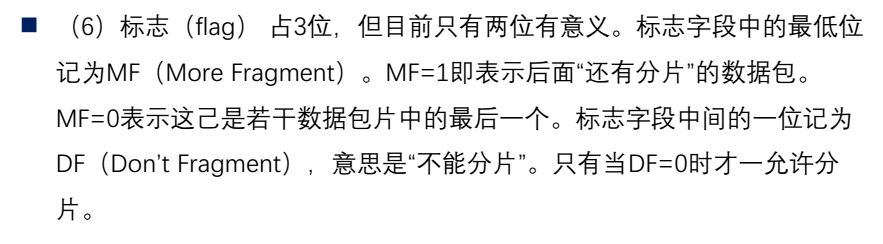 ■ （6）标志（flag） 占3位，但目前只有两位有意义。标志字段中的最低位
记为MF（More Fragment）。MF=1即表示后面“还有分片”的数据包。
MF=0表示这己是若干数据包片中的最后一个。标志字段中间的一位记为
DF（Don't Fragment），意思是“不能分片”。只有当DF=0时才一允许分
片。